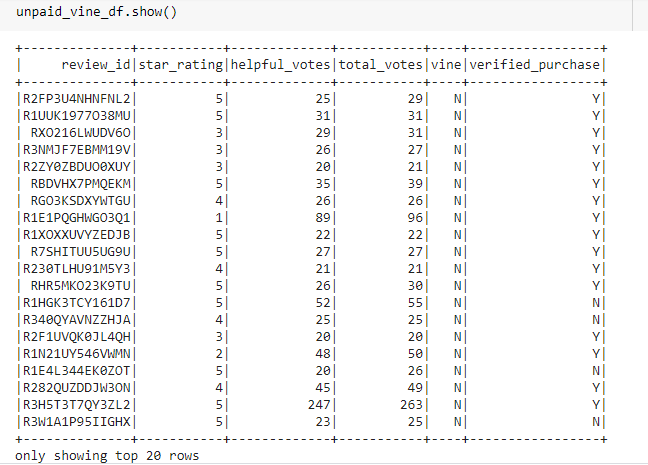 unpaid_vine_df.show()
+--------------+-----------+-------------+-----------+----+-----------------+
|     review_id|star_rating|helpful_votes|total_votes|vine|verified_purchase|
+--------------+-----------+-------------+-----------+----+-----------------+
|R2FP3U4NHNFNL2|          5|           25|         29|   N|                Y|
|R1UUK1977O38MU|          5|           31|         31|   N|                Y|
| RXO216LWUDV6O|          3|           29|         31|   N|                Y|
|R3NMJF7EBMM19V|          3|           26|         27|   N|                Y|
|R2ZY0ZBDUO0XUY|          3|           20|         21|   N|                Y|
| RBDVHX7PMQEKM|          5|           35|         39|   N|                Y|
| RGO3KSDXYWTGU|          4|           26|         26|   N|                Y|
|R1E1PQGHWGO3Q1|          1|           89|         96|   N|                Y|
|R1XOXXUVYZEDJB|          5|           22|         22|   N|                Y|
| R7SHITUU5UG9U|          5|           27|         27|   N|                Y|
|R230TLHU91M5Y3|          4|           21|         21|   N|                Y|
| RHR5MKO23K9TU|          5|           26|         30|   N|                Y|
|R1HGK3TCY161D7|          5|           52|         55|   N|                N|
|R340QYAVNZZHJA|          4|           25|         25|   N|                N|
|R2F1UVQK0JL4QH|          3|           20|         20|   N|                Y|
|R1N21UY546VWMN|          2|           48|         50|   N|                Y|
|R1E4L344EK0ZOT|          5|           20|         26|   N|                N|
|R282QUZDDJW3ON|          4|           45|         49|   N|                Y|
|R3H5T3T7QY3ZL2|          5|          247|        263|   N|                Y|
|R3W1A1P95IIGHX|          5|           23|         25|   N|                N|
+--------------+-----------+-------------+-----------+----+-----------------+
only showing top 20 rows